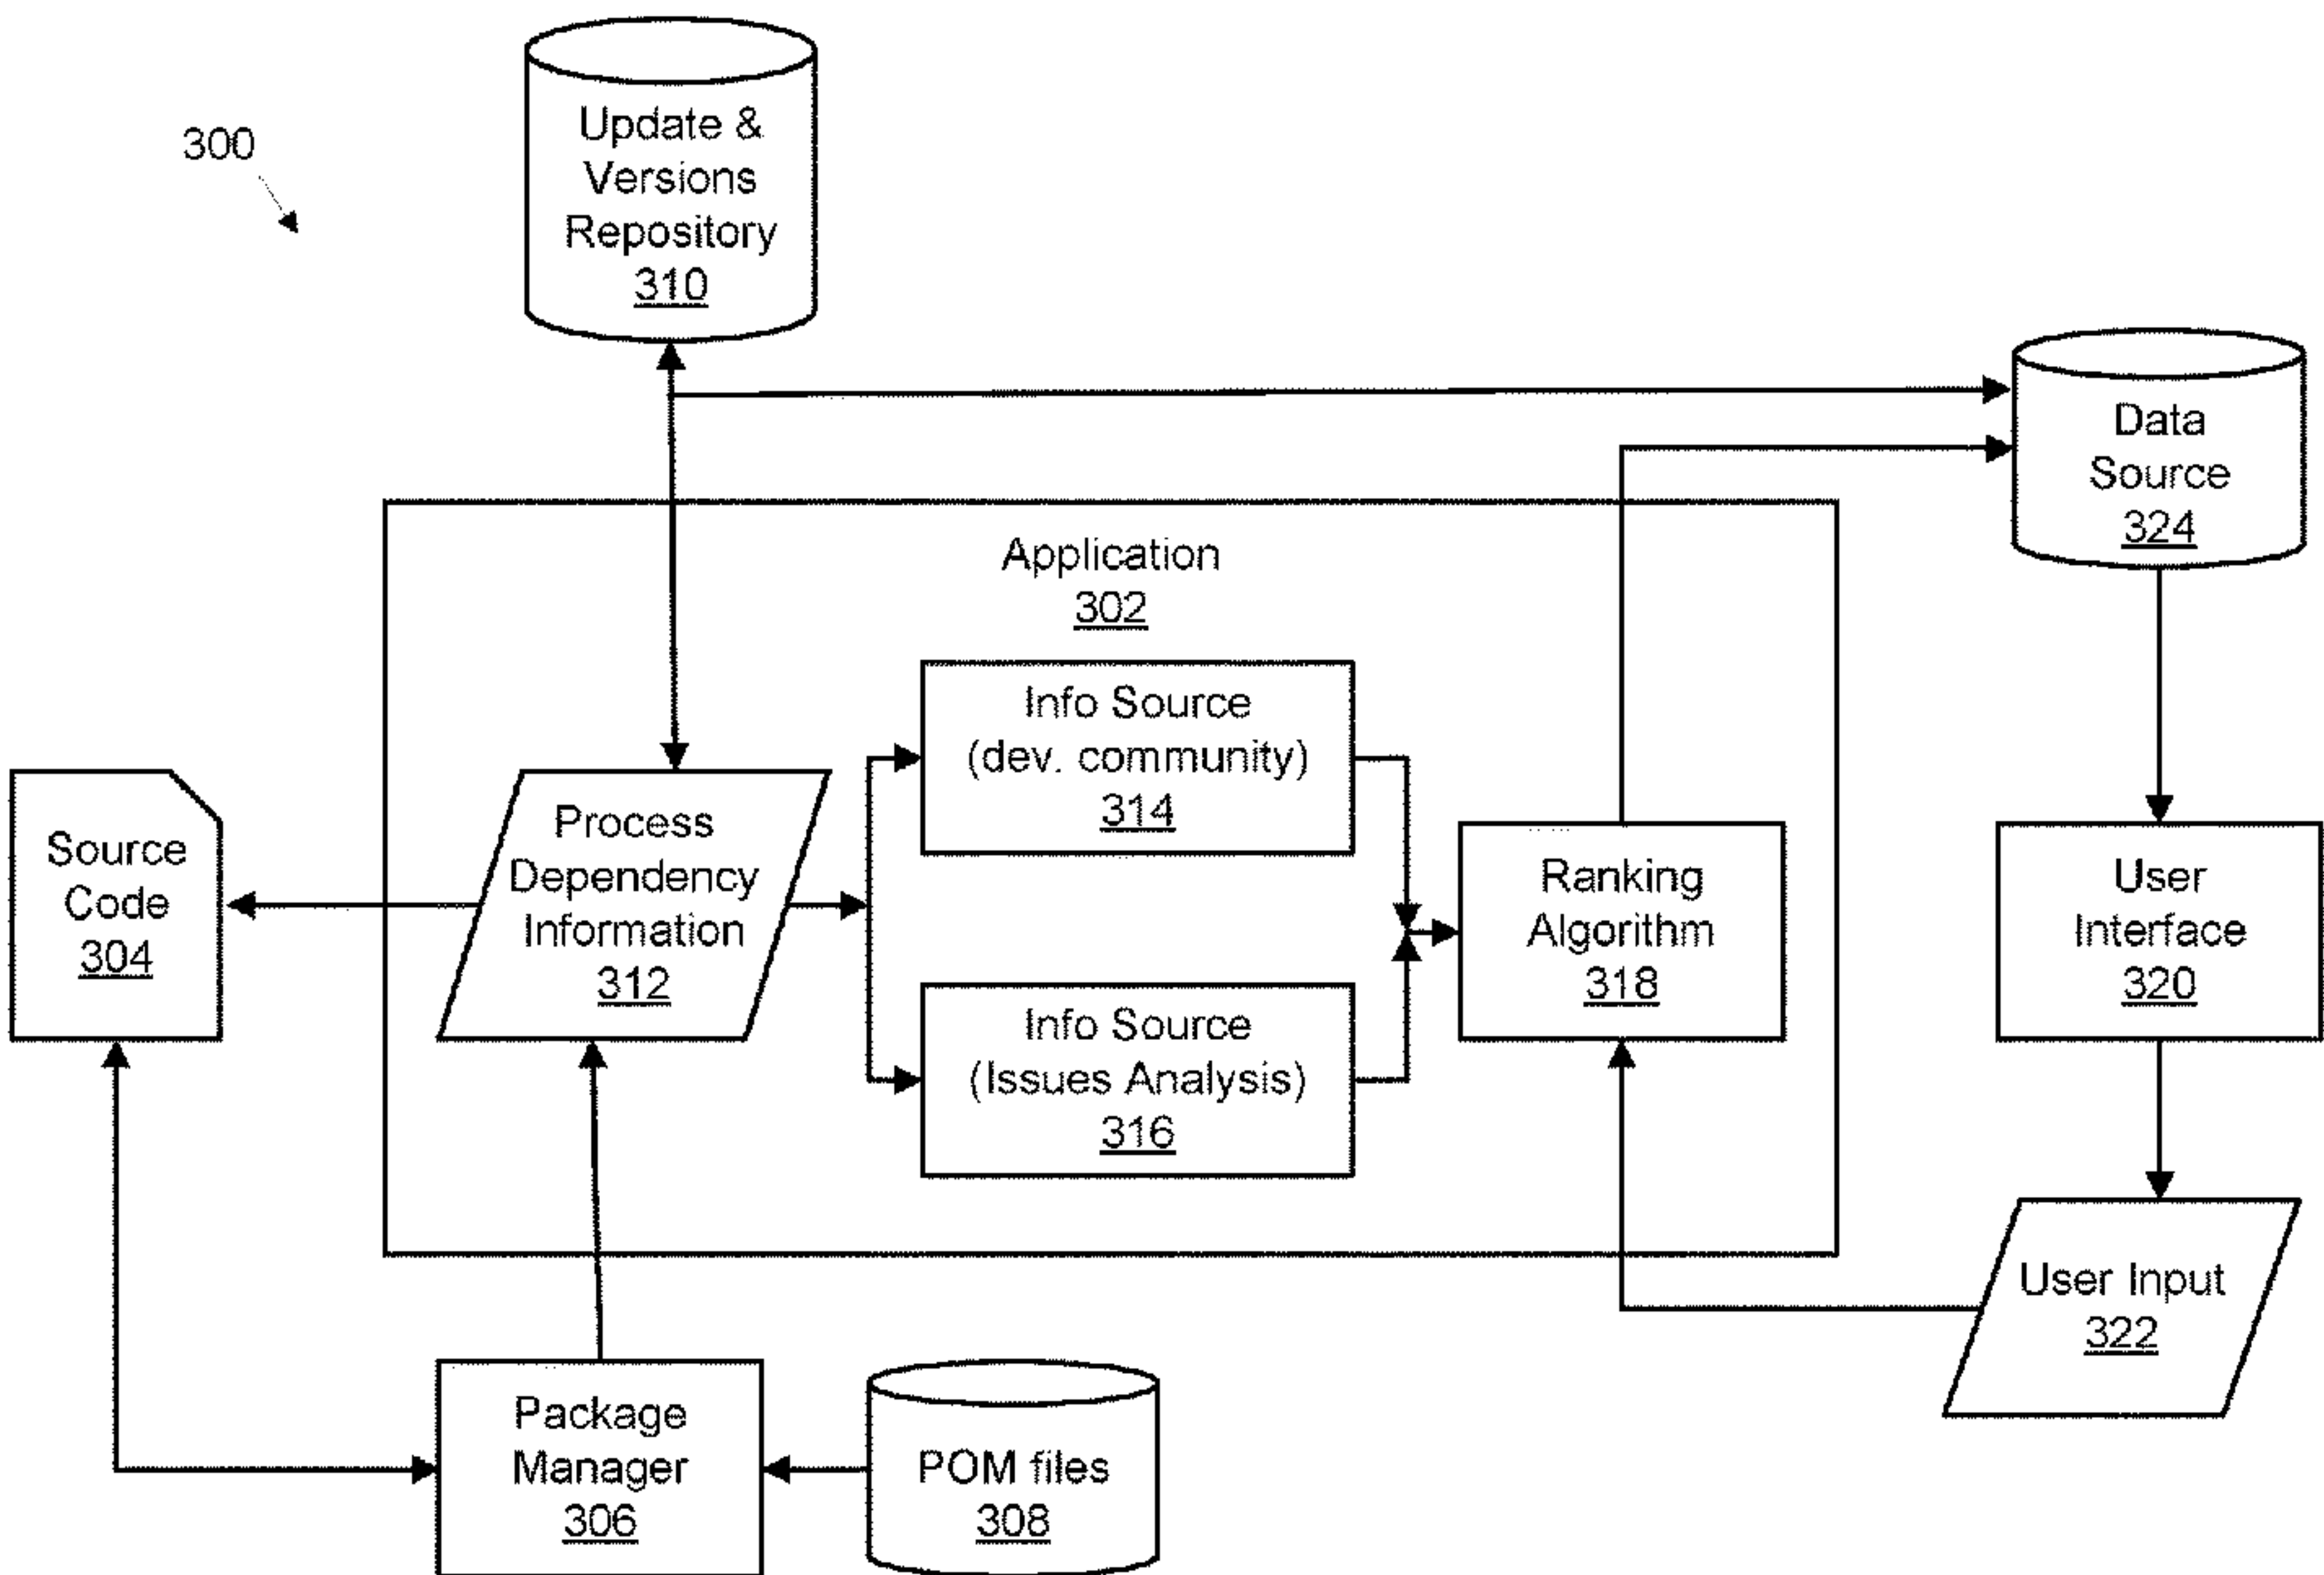 300
Update &
Versions
Repository
310
Data
Source
324
Application
302
Info Source
(dev. community)
314
Source
Code
304
Process
Dependency
Information
312
Ranking
Algorithm
318
User
Interface
320
Info Source
(Issues Analysis)
316
User Input
322
Package
Manager
306
POM files
308